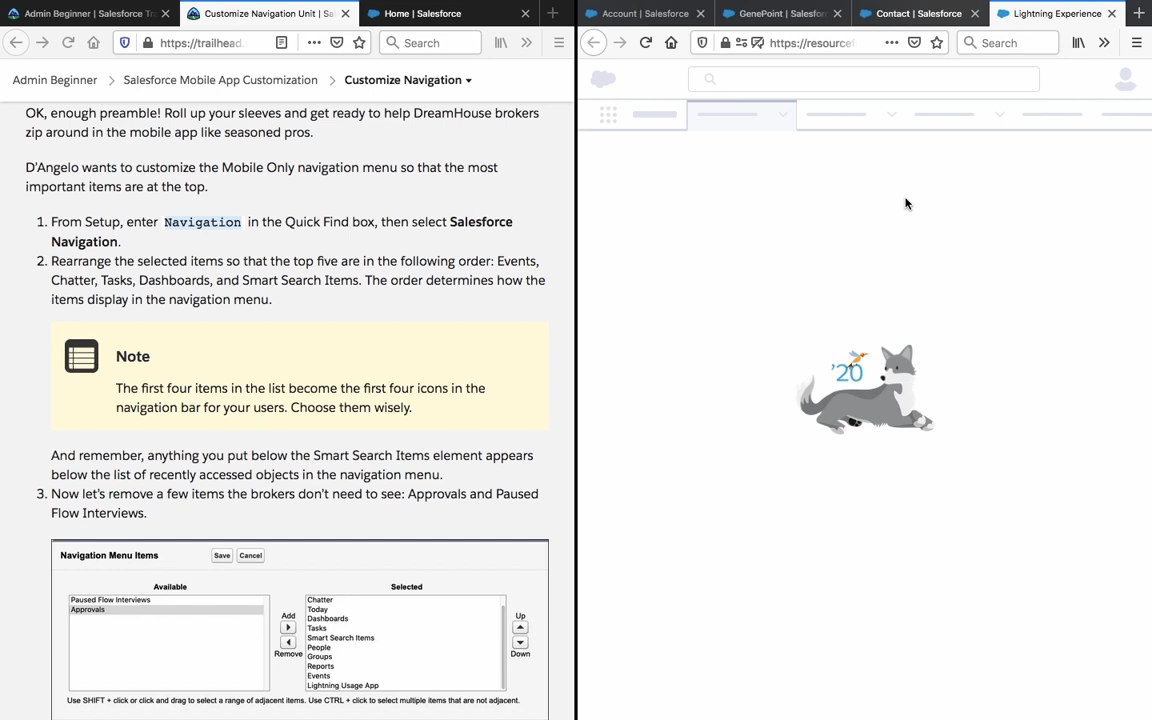 Admin Beginner | Salesforce Tr
Customize Navigation Unit | Sa
Home | Salesforce
Account | Salesforce
GenePoint | Salesfor
Contact | Salesforce
Lightning Experience
https://trailhead.
Search
https://resource
Search
Admin Beginner
Salesforce Mobile App Customization
Customize Navigation
OK, enough preamble! Roll up your sleeves and get ready to help DreamHouse brokers
zip around in the mobile app like seasoned pros.
D'Angelo wants to customize the Mobile Only navigation menu so that the most
important items are at the top.
1. From Setup, enter Navigation in the Quick Find box, then select Salesforce
Navigation.
2. Rearrange the selected items so that the top five are in the following order: Events,
Chatter, Tasks, Dashboards, and Smart Search Items. The order determines how the
items display in the navigation menu.
Note
The first four items in the list become the first four icons in the
navigation bar for your users. Choose them wisely.
And remember, anything you put below the Smart Search Items element appears
below the list of recently accessed objects in the navigation menu.
3. Now let's remove a few items the brokers don't need to see: Approvals and Paused
Flow Interviews.
Navigation Menu Items
Save
Cancel
Available
Selected
Paused Flow Interviews
Approvals
Add
Remove
Chatter
Today
Dashboards
Tasks
Smart Search Items
People
Groups
Reports
Events
Lightning Usage App
Up
Down
Use SHIFT + click or click and drag to select a range of adjacent items. Use CTRL + click to select multiple items that are not adjacent.
'20